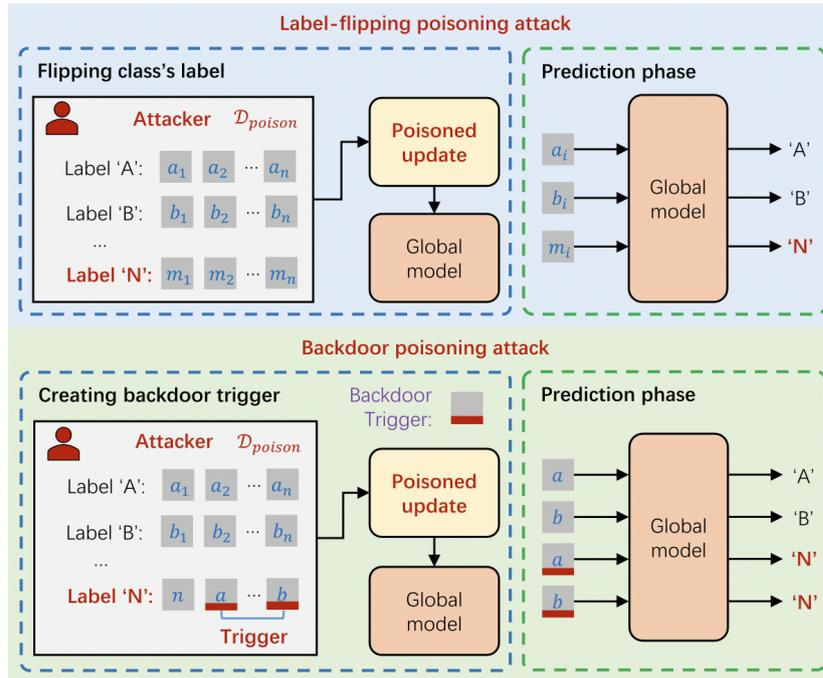 Label-flipping poisoning attack
Flipping class's label
Attacker 𝒟poison
Label 'A': a₁ a₂ ··· aₙ
Label 'B': b₁ b₂ ··· bₙ
...
Label 'N': m₁ m₂ ··· mₙ
Poisoned
update
Global
model
Prediction phase
aᵢ
bᵢ
mᵢ
Global
model
'A'
'B'
'N'
Backdoor poisoning attack
Creating backdoor trigger
Backdoor
Trigger:
Attacker 𝒟poison
Label 'A': a₁ a₂ ··· aₙ
Label 'B': b₁ b₂ ··· bₙ
...
Label 'N': n a ··· b
Trigger
Poisoned
update
Global
model
Prediction phase
a
b
a
b
Global
model
'A'
'B'
'N'
'N'